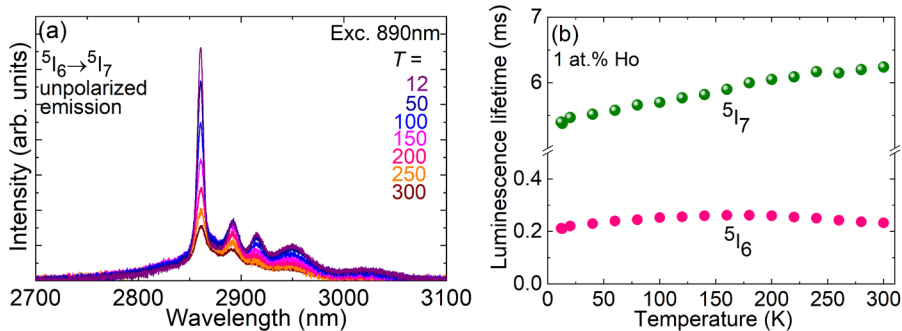 (a)
Exc. 890nm
⁵I₆→⁵I₇
unpolarized
emission
T =
12
50
100
150
200
250
300
Intensity (arb. units)
2700 2800 2900 3000 3100
Wavelength (nm)
(b)
1 at.% Ho
⁵I₇
⁵I₆
Luminescence lifetime (ms)
7
6
0.4
0.2
0.0
0 50 100 150 200 250 300
Temperature (K)